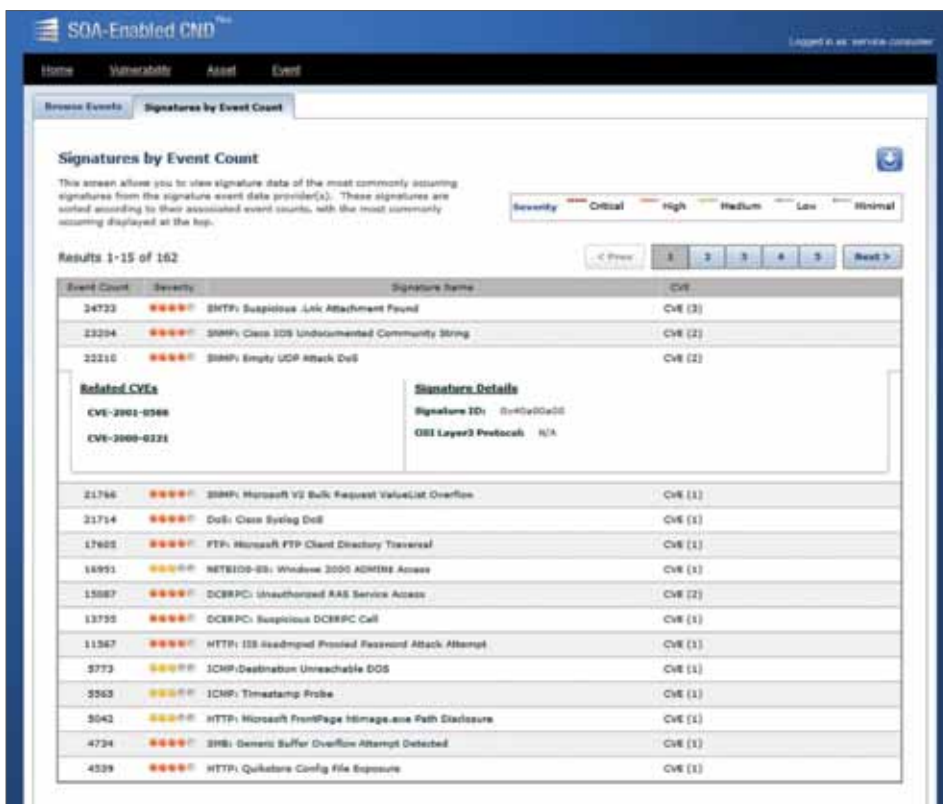 SOA-Enabled CND
Logged in as: service consumer
Home Vulnerability Asset Event
Browse Events Signatures by Event Count
Signatures by Event Count
This screen allows you to view signature data of the most commonly occurring
signatures from the signature event data provider(s). These signatures are
sorted according to their associated event counts, with the most commonly
occurring displayed at the top.
Severity Critical High Medium Low Minimal
Results 1-15 of 162
< Prev 1 2 3 4 5 Next >
Event Count Severity Signature Name CVE
24733 SMTP: Suspicious .Lnk Attachment Found CVE (3)
23204 SNMP: Cisco IOS Undocumented Community String CVE (2)
22210 SNMP: Empty UDP Attack DoS CVE (2)
Related CVEs Signature Details
CVE-2001-0566 Signature ID: 0x40a00a00
CVE-2000-0221 OSI Layer3 Protocol: N/A
21766 SNMP: Microsoft V2 Bulk Request ValueList Overflow CVE (1)
21714 DoS: Cisco Syslog DoS CVE (1)
17605 FTP: Microsoft FTP Client Directory Traversal CVE (1)
16951 NETBIOS-SS: Windows 2000 ADMIN$ Access CVE (1)
15087 DCERPC: Unauthorized RAS Service Access CVE (2)
13755 DCERPC: Suspicious DCERPC Call CVE (1)
11567 HTTP: IIS Proxied Password Attack Attempt CVE (1)
5773 ICMP:Destination Unreachable DOS CVE (1)
5565 ICMP: Timestamp Probe CVE (1)
5042 HTTP: Microsoft FrontPage htimage.exe Path Disclosure CVE (1)
4734 SMB: Generic Buffer Overflow Attempt Detected CVE (1)
4539 HTTP: Quikstore Config File Exposure CVE (1)